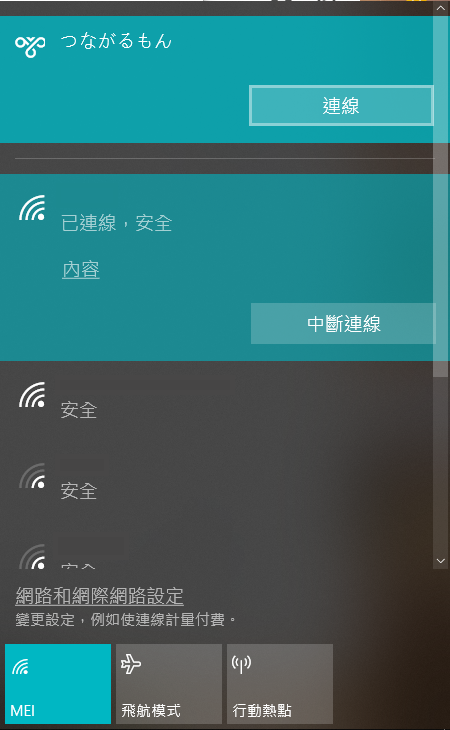 つながるもん
連線
已連線，安全
內容
中斷連線
安全
安全
安全
網路和網際網路設定
變更設定，例如使連線計量付費。
MEI
飛航模式
行動熱點